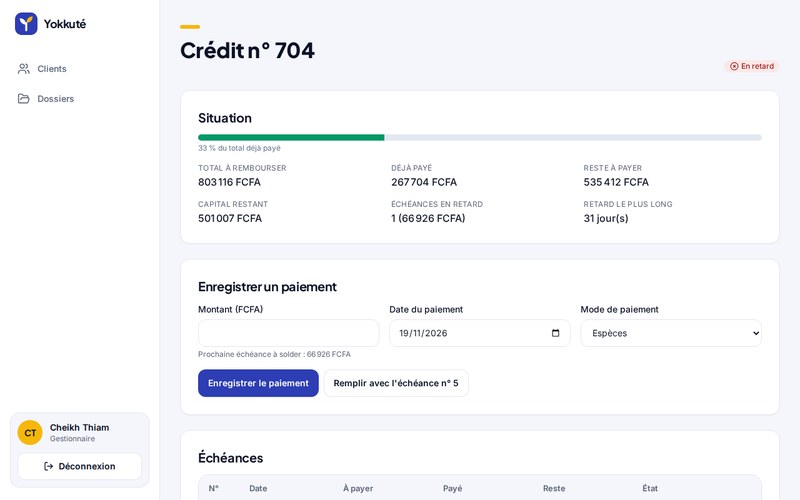 Yokkuté
Clients
Dossiers
Crédit n° 704
En retard
Situation
33 % du total déjà payé
TOTAL À REMBOURSER
803 116 FCFA
DÉJÀ PAYÉ
267 704 FCFA
RESTE À PAYER
535 412 FCFA
CAPITAL RESTANT
501 007 FCFA
ÉCHÉANCES EN RETARD
1 (66 926 FCFA)
RETARD LE PLUS LONG
31 jour(s)
Enregistrer un paiement
Montant (FCFA)
Date du paiement
19/11/2026
Mode de paiement
Espèces
Prochaine échéance à solder : 66 926 FCFA
Enregistrer le paiement
Remplir avec l'échéance n° 5
Échéances
N° Date À payer Payé Reste État
CT
Cheikh Thiam
Gestionnaire
Déconnexion